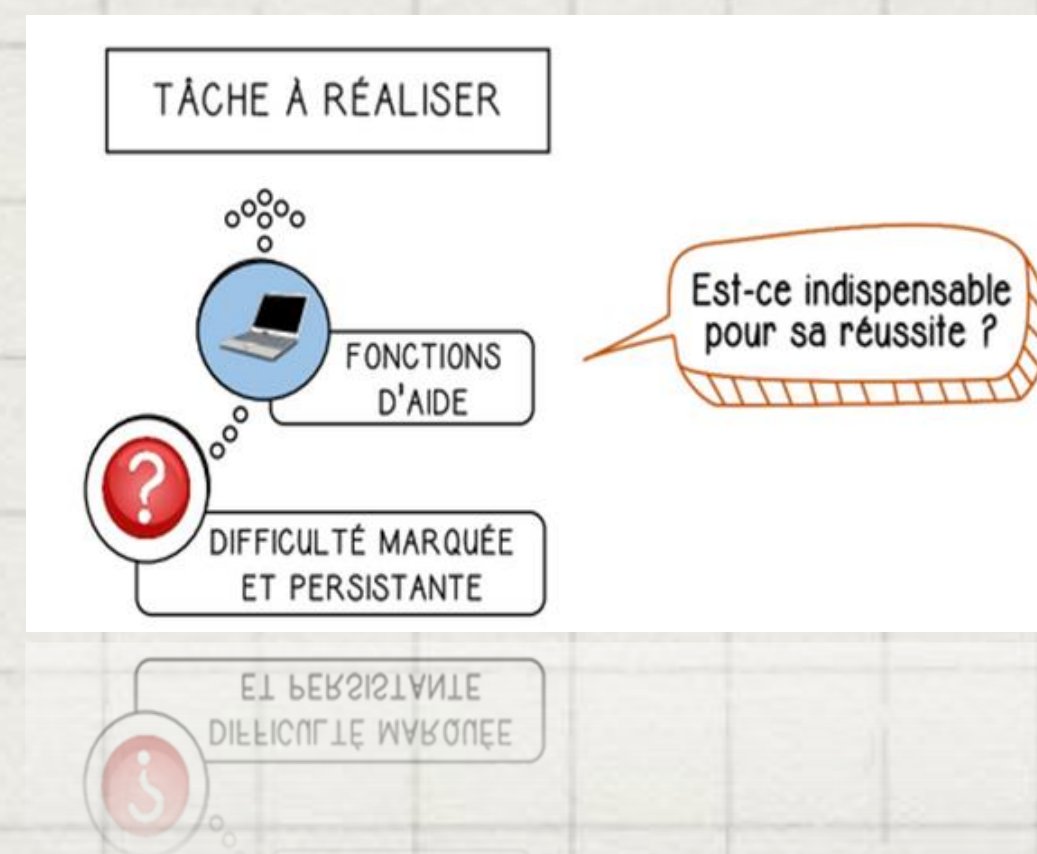 TÂCHE À RÉALISER
FONCTIONS
D'AIDE
Est-ce indispensable
pour sa réussite ?
DIFFICULTÉ MARQUÉE
ET PERSISTANTE